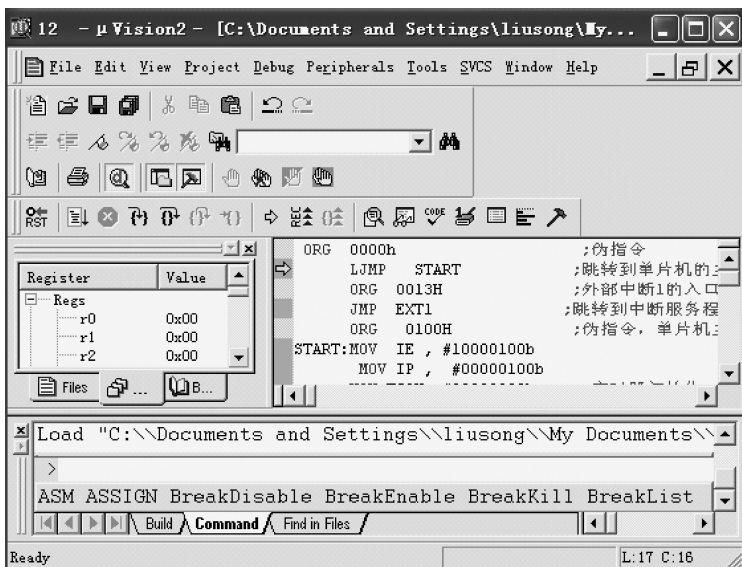 12 - µVision2 - [C:\Documents and Settings\liusong\My...
File Edit View Project Debug Peripherals Tools SVCS Window Help
RST
CODE
Register Value
Regs
r0 0x00
r1 0x00
r2 0x00
Files ... B...
ORG 0000h ;伪指令
LJMP START ;跳转到单片机的
ORG 0013H ;外部中断1的入口
JMP EXT1 ;跳转到中断服务程
ORG 0100H ;伪指令，单片机
START:MOV IE , #10000100b
MOV IP , #00000100b
Load "C:\\Documents and Settings\\liusong\\My Documents\\
>
ASM ASSIGN BreakDisable BreakEnable BreakKill BreakList
Build Command Find in Files
Ready L:17 C:16